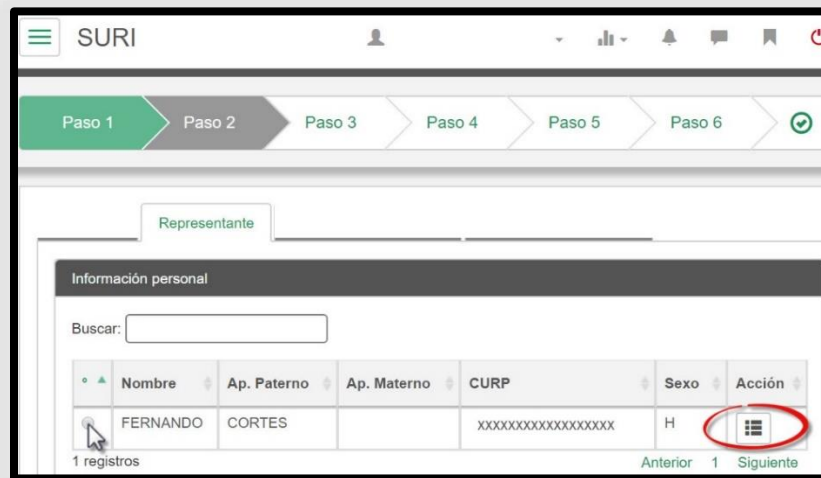 SURI
Paso 1 Paso 2 Paso 3 Paso 4 Paso 5 Paso 6
Representante
Información personal
Buscar:
Nombre Ap. Paterno Ap. Materno CURP Sexo Acción
FERNANDO CORTES XXXXXXXXXXXXXXXXXX H
1 registros Anterior 1 Siguiente